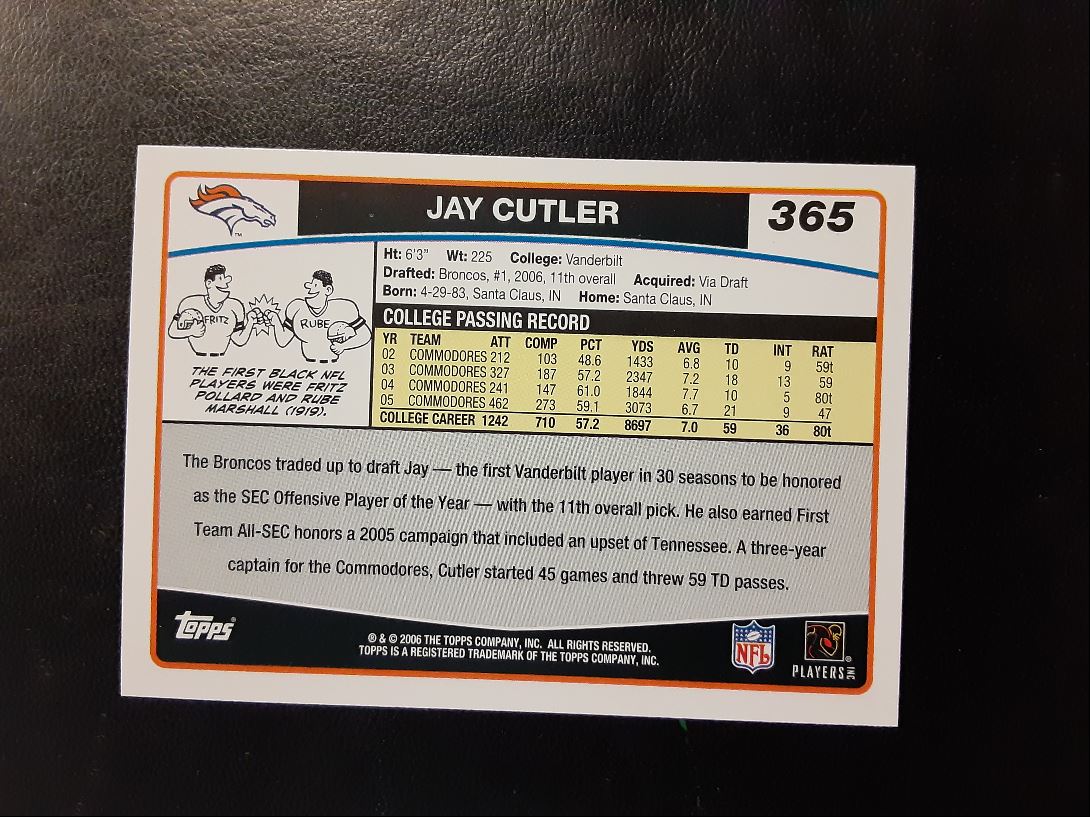 JAY CUTLER
365
TM
Ht: 6'3" Wt: 225 College: Vanderbilt
Drafted: Broncos, #1, 2006, 11th overall Acquired: Via Draft
Born: 4-29-83, Santa Claus, IN Home: Santa Claus, IN
FRITZ
RUBE
THE FIRST BLACK NFL
PLAYERS WERE FRITZ
POLLARD AND RUBE
MARSHALL (1919).
COLLEGE PASSING RECORD
YR TEAM ATT COMP PCT YDS AVG TD INT RAT
02 COMMODORES 212 103 48.6 1433 6.8 10 9 59t
03 COMMODORES 327 187 57.2 2347 7.2 18 13 59
04 COMMODORES 241 147 61.0 1844 7.7 10 5 80t
05 COMMODORES 462 273 59.1 3073 6.7 21 9 47
COLLEGE CAREER 1242 710 57.2 8697 7.0 59 36 80t
The Broncos traded up to draft Jay — the first Vanderbilt player in 30 seasons to be honored
as the SEC Offensive Player of the Year — with the 11th overall pick. He also earned First
Team All-SEC honors a 2005 campaign that included an upset of Tennessee. A three-year
captain for the Commodores, Cutler started 45 games and threw 59 TD passes.
Topps®
® & © 2006 THE TOPPS COMPANY, INC. ALL RIGHTS RESERVED.
TOPPS IS A REGISTERED TRADEMARK OF THE TOPPS COMPANY, INC.
NFL
PLAYERS INC ®